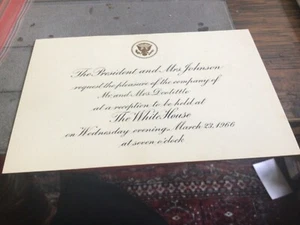 The President and Mrs. Johnson
request the pleasure of the company of
Mr. and Mrs. Doolittle
at a reception to be held at
The White House
on Wednesday evening, March 23, 1966
at seven o'clock